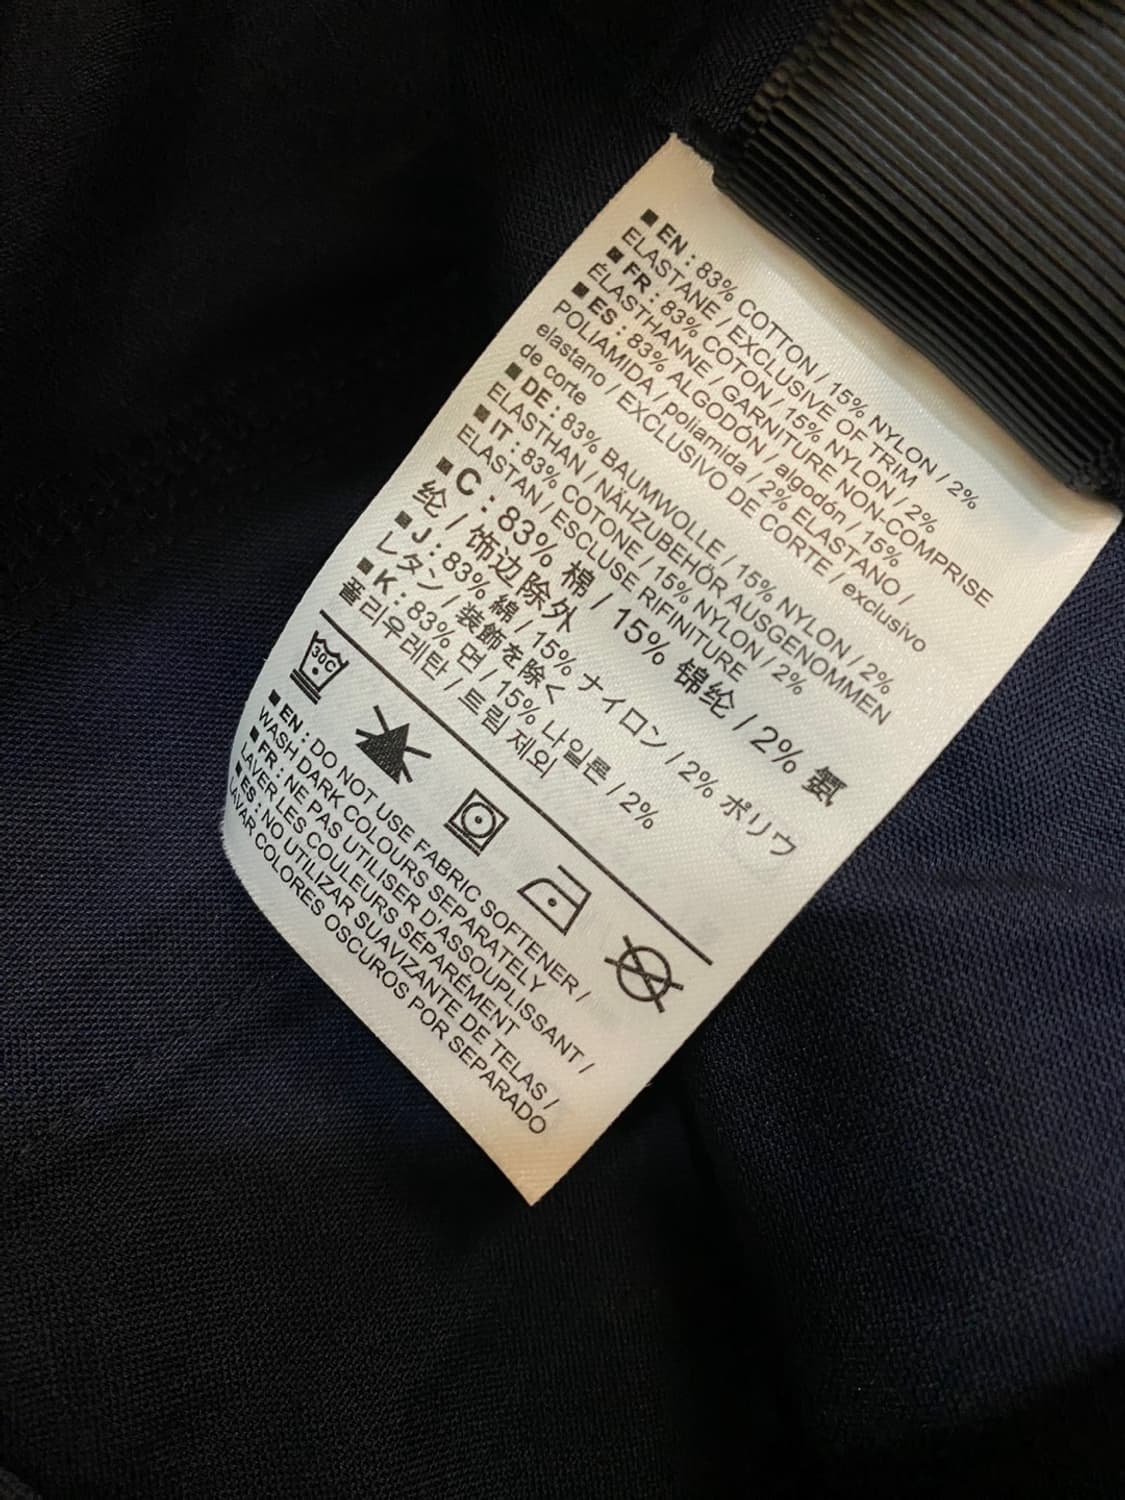 ■ EN : 83% COTTON / 15% NYLON / 2%
ELASTANE / EXCLUSIVE OF TRIM
■ FR : 83% COTON / 15% NYLON / 2%
ÉLASTHANNE / GARNITURE NON-COMPRISE
■ ES : 83% ALGODÓN / algodón / 15%
POLIAMIDA / poliamida / 2% ELASTANO /
elastano / EXCLUSIVO DE CORTE / exclusivo
de corte
■ DE : 83% BAUMWOLLE / 15% NYLON / 2%
ELASTHAN / NÄHZUBEHÖR AUSGENOMMEN
■ IT : 83% COTONE / 15% NYLON / 2%
ELASTAN / ESCLUSE RIFINITURE
■ C : 83% 棉 / 15% 锦纶 / 2% 氨
纶 / 饰边除外
■ J : 83% 綿 / 15% ナイロン / 2% ポリウ
レタン / 装飾を除く
■ K : 83% 면 / 15% 나일론 / 2%
폴리우레탄 / 트림 제외
30C
■ EN : DO NOT USE FABRIC SOFTENER /
WASH DARK COLOURS SEPARATELY
■ FR : NE PAS UTILISER D'ASSOUPLISSANT /
LAVER LES COULEURS SÉPARÉMENT
■ ES : NO UTILIZAR SUAVIZANTE DE TELAS /
LAVAR COLORES OSCUROS POR SEPARADO